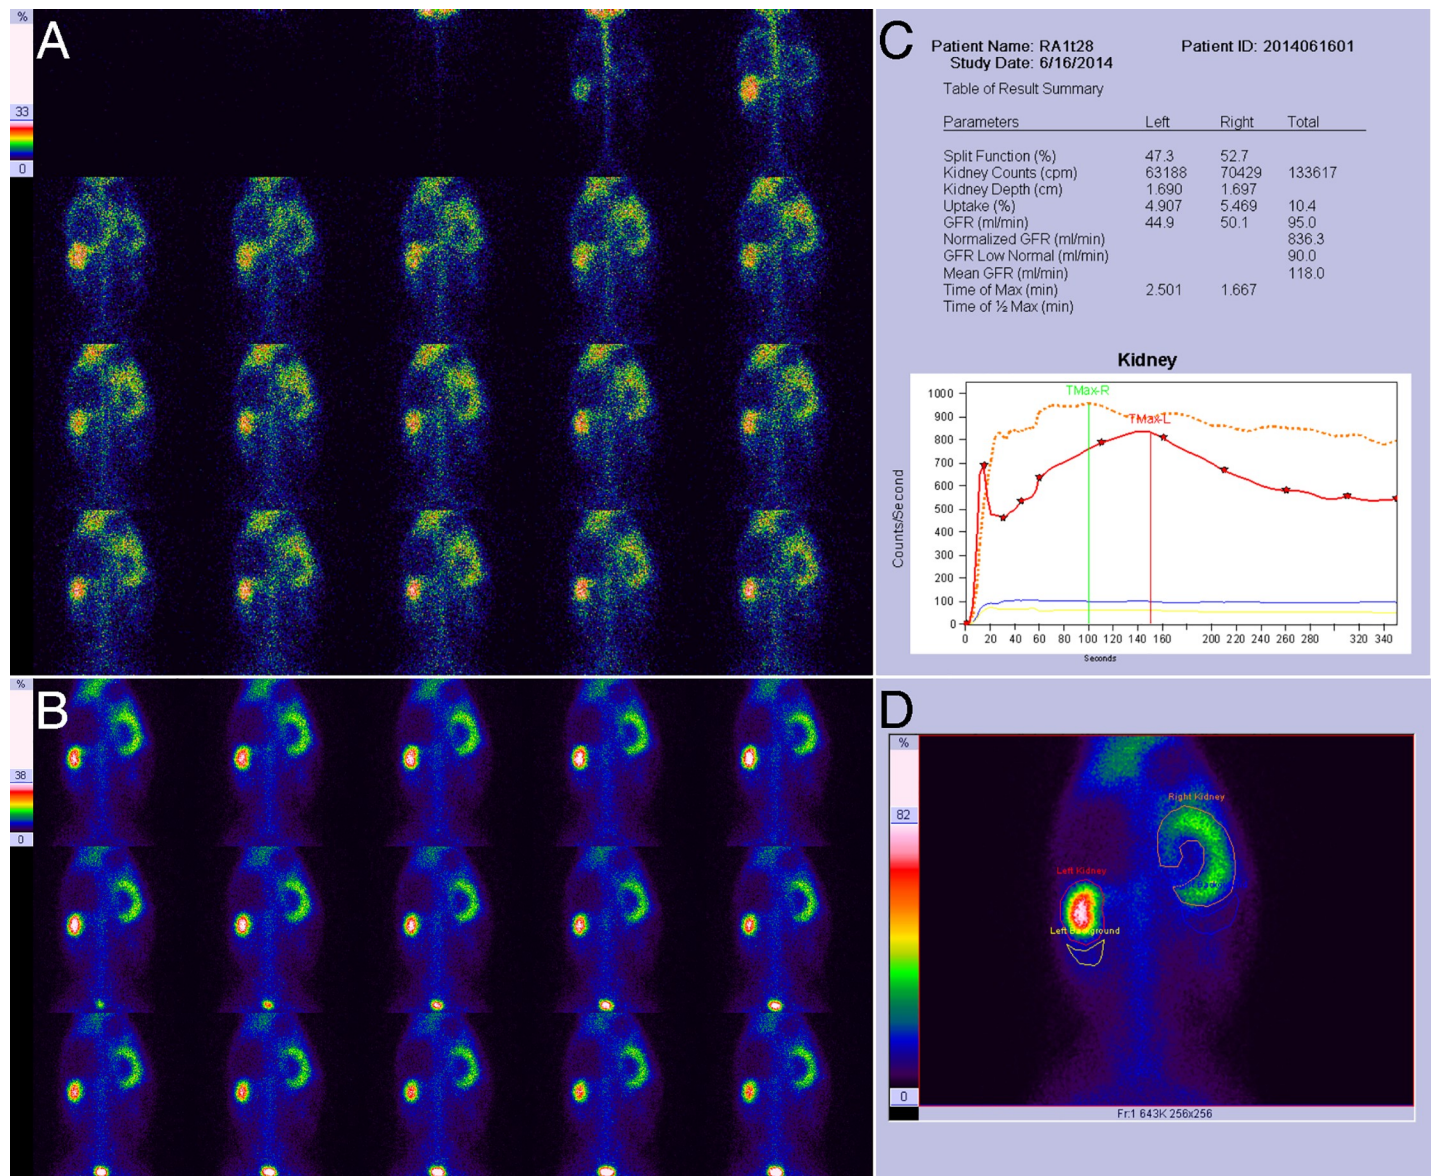 %
A
33
0
%
B
38
0
C
Patient Name: RA1t28 Patient ID: 2014061601
Study Date: 6/16/2014
Table of Result Summary
Parameters Left Right Total
Split Function (%) 47.3 52.7
Kidney Counts (cpm) 63188 70429 133617
Kidney Depth (cm) 1.690 1.697
Uptake (%) 4.907 5.469 10.4
GFR (ml/min) 44.9 50.1 95.0
Normalized GFR (ml/min) 836.3
GFR Low Normal (ml/min) 90.0
Mean GFR (ml/min) 118.0
Time of Max (min) 2.501 1.667
Time of ½ Max (min)
Kidney
TMax-R
TMax-L
Counts/Second
1000
900
800
700
600
500
400
300
200
100
0
0 20 40 60 80 100 120 140 160 200 220 240 260 280 320 340
Seconds
D
%
82
0
Right Kidney
Left Kidney
Left Background
Fr:1 643K 256x256